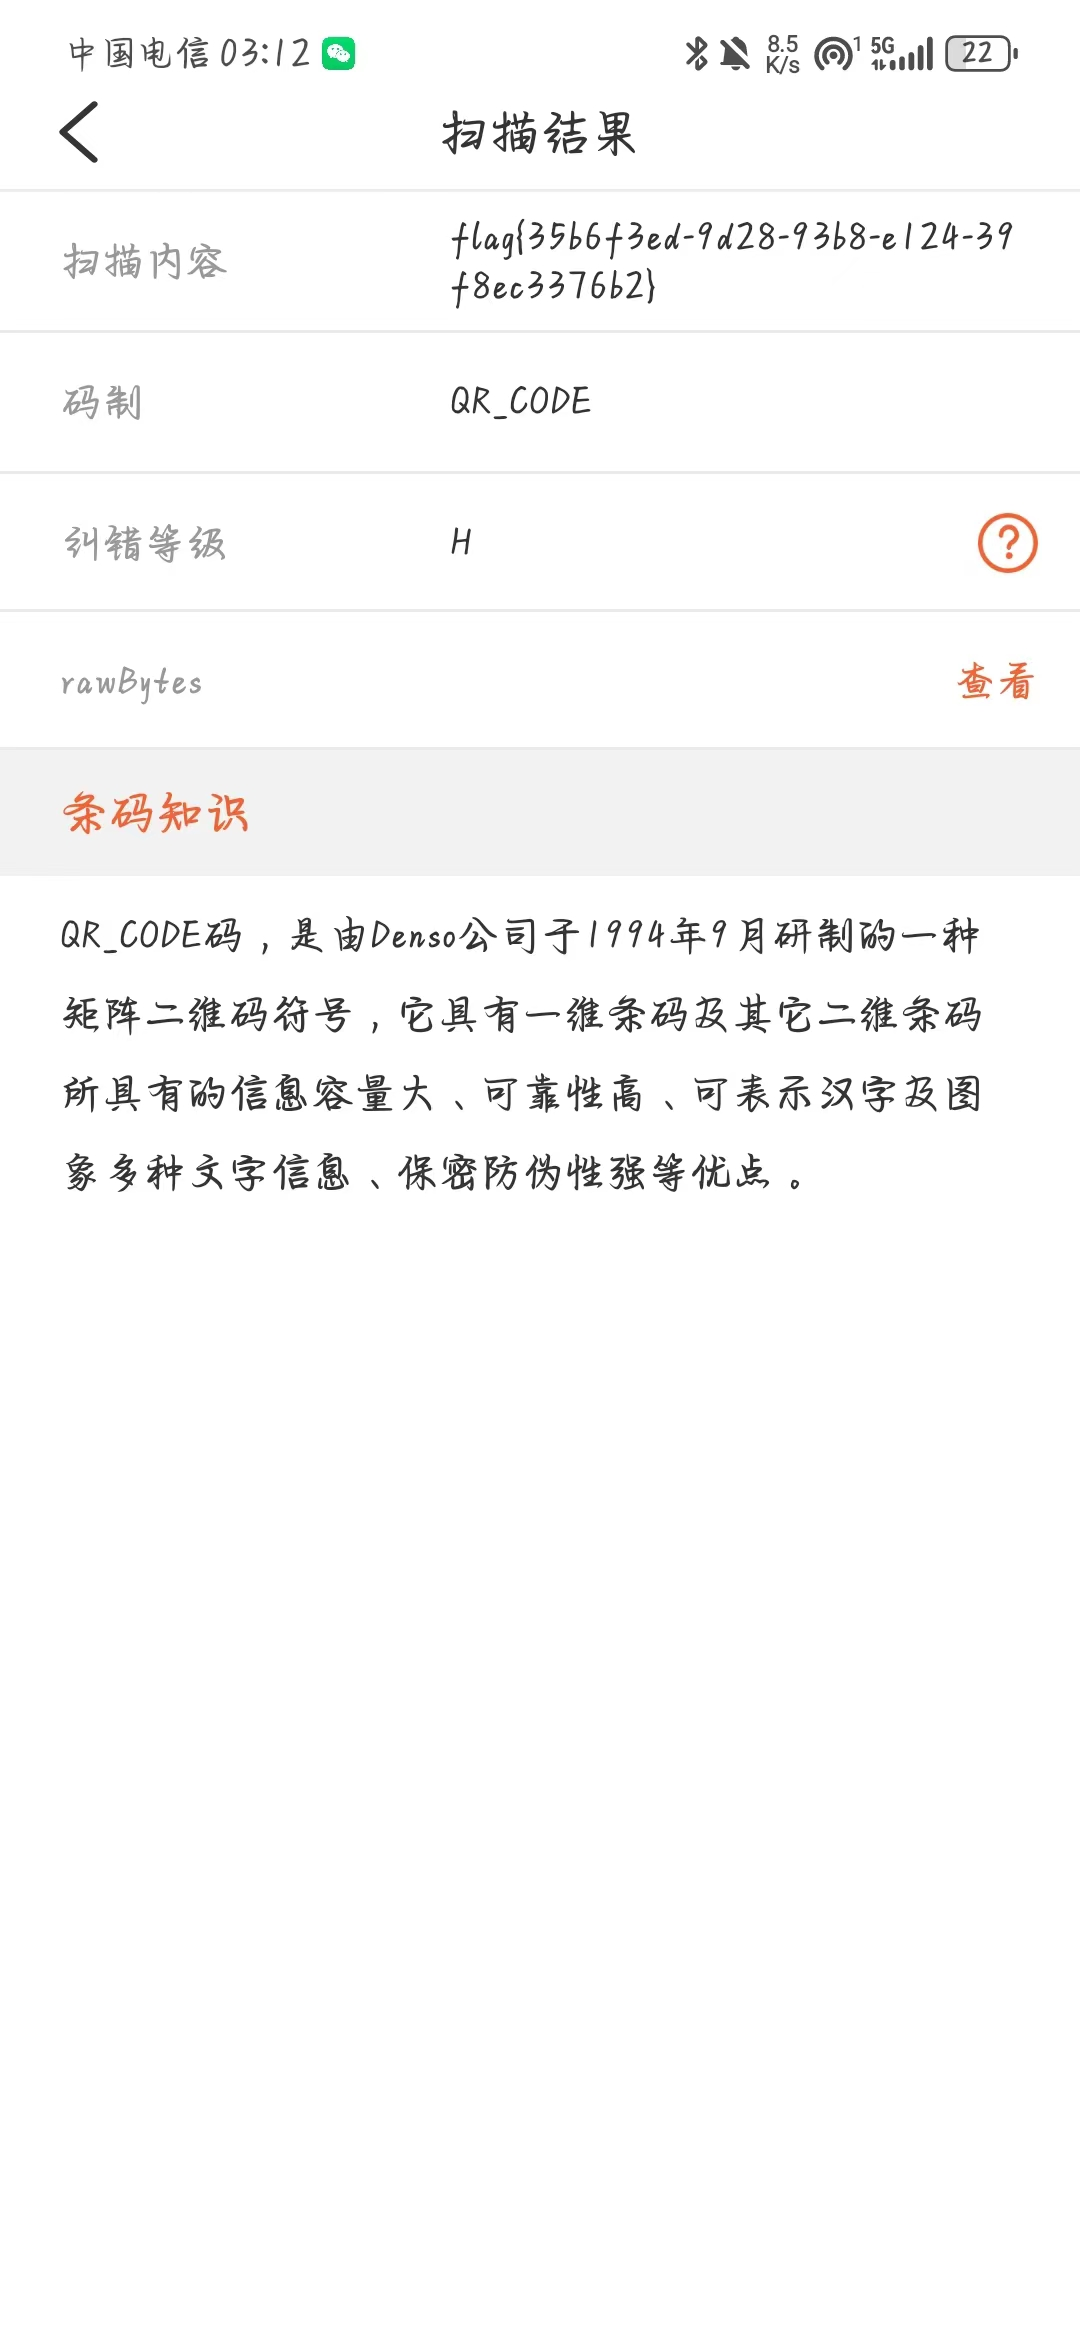 中国电信 03:12 8.5 K/s 1 5G 22
扫描结果
扫描内容 flag{35b6f3ed-9d28-93b8-e124-39
f8ec3376b2}
码制 QR_CODE
纠错等级 H ?
rawBytes 查看
条码知识
QR_CODE码，是由Denso公司于1994年9月研制的一种
矩阵二维码符号，它具有一维条码及其它二维条码
所具有的信息容量大、可靠性高、可表示汉字及图
象多种文字信息、保密防伪性强等优点。